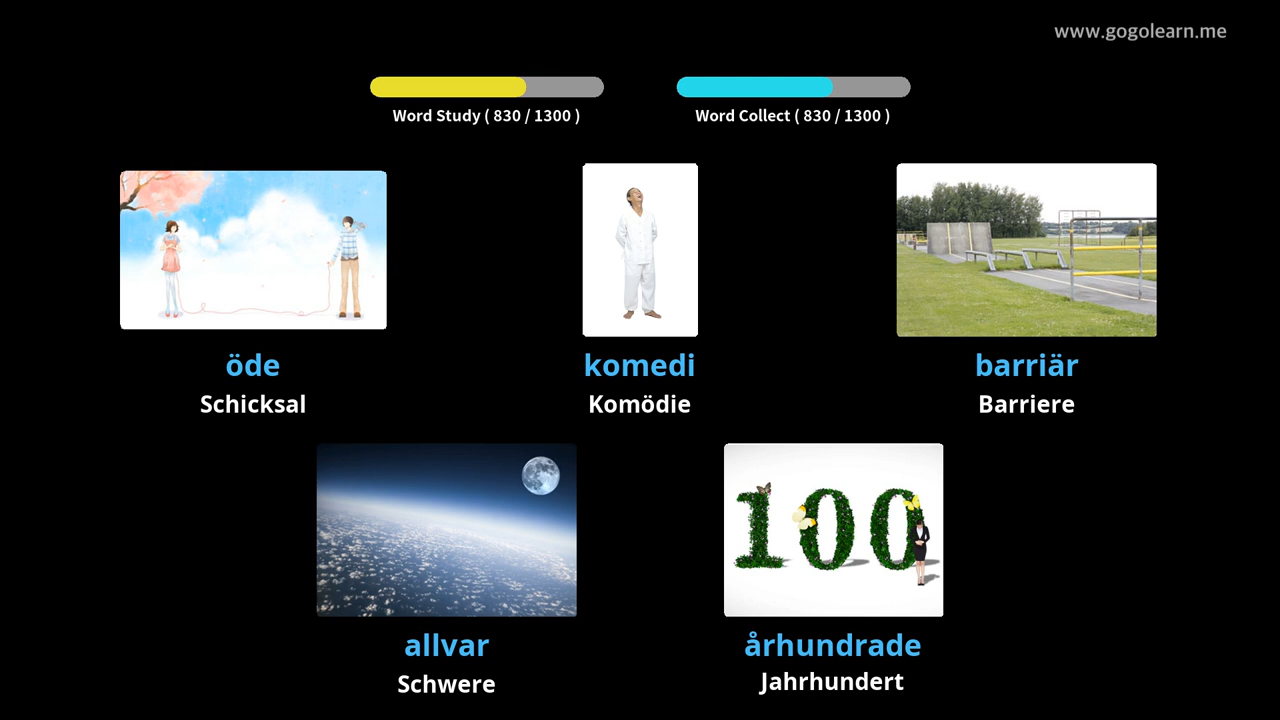 www.gogolearn.me
Word Study ( 830 / 1300 )
Word Collect ( 830 / 1300 )
öde
Schicksal
komedi
Komödie
barriär
Barriere
allvar
Schwere
århundrade
Jahrhundert
100